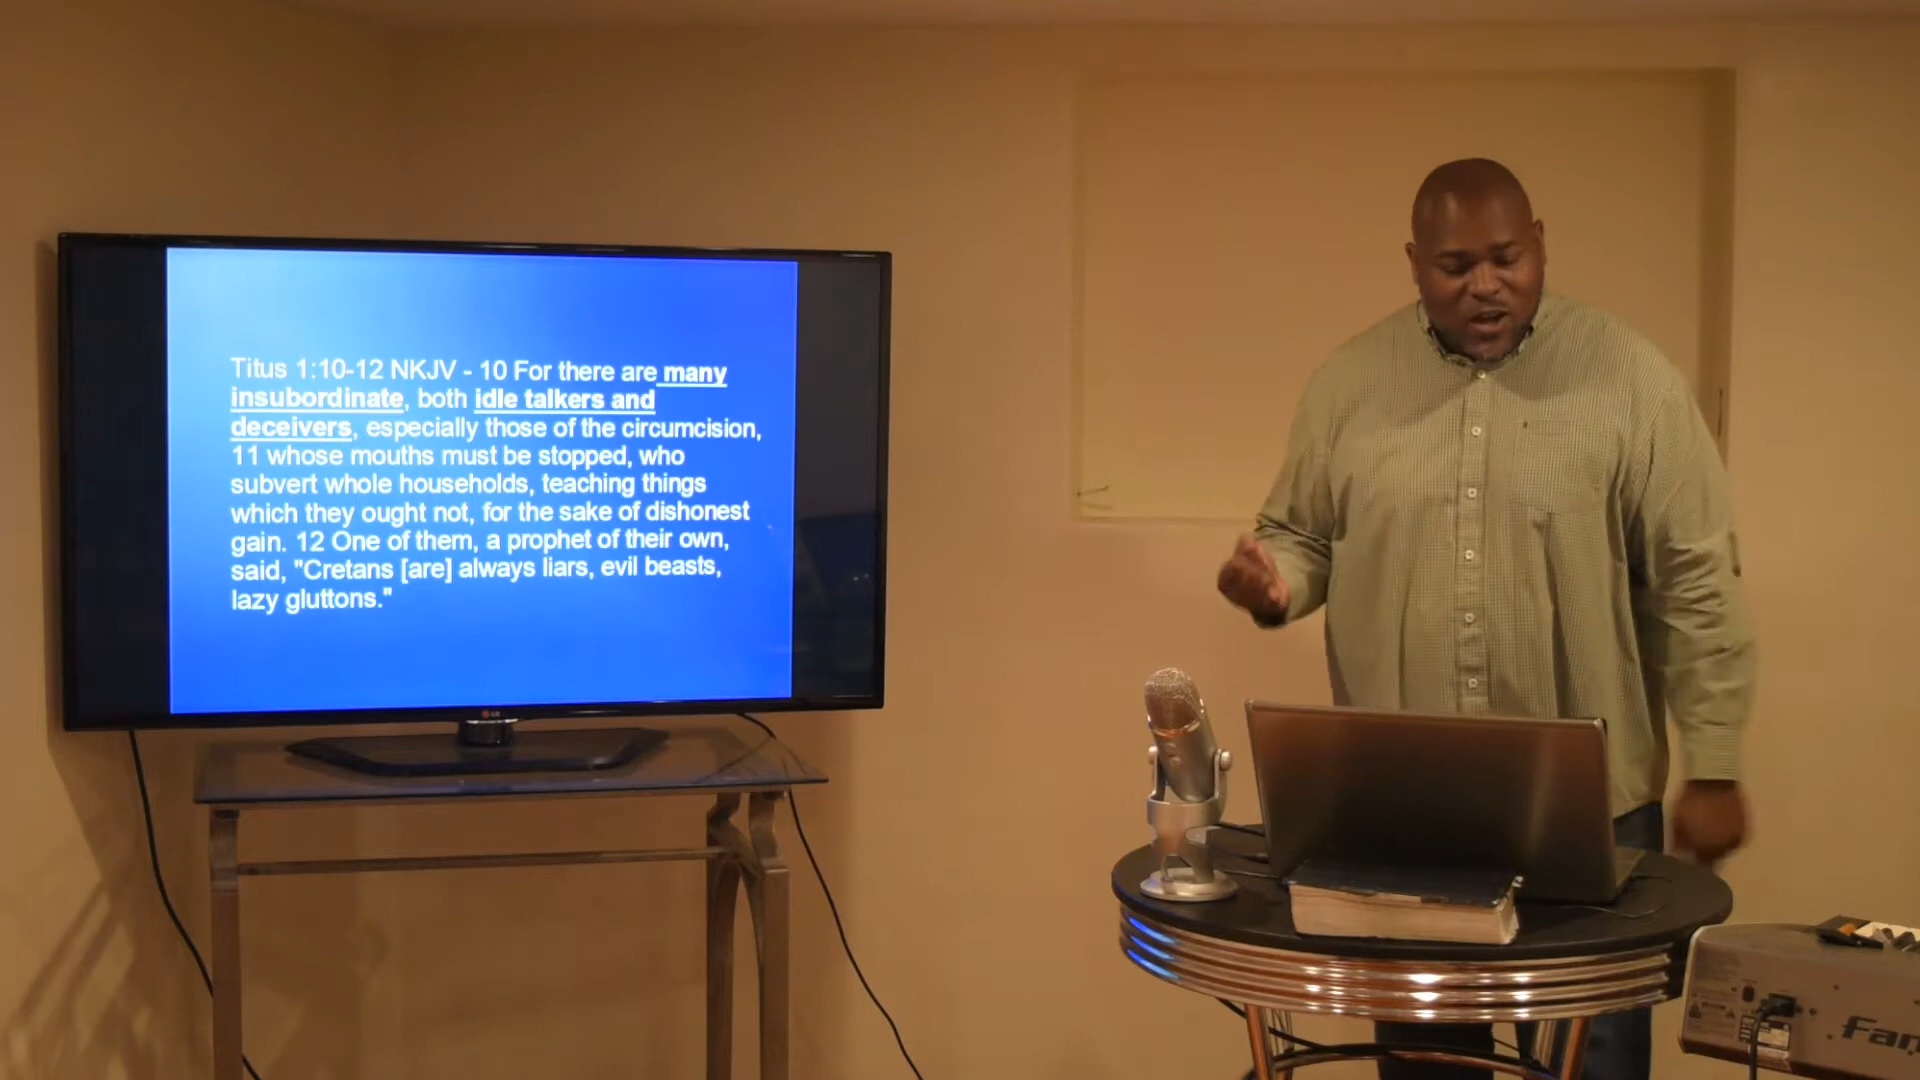 Titus 1:10-12 NKJV - 10 For there are many
insubordinate, both idle talkers and
deceivers, especially those of the circumcision,
11 whose mouths must be stopped, who
subvert whole households, teaching things
which they ought not, for the sake of dishonest
gain. 12 One of them, a prophet of their own,
said, "Cretans [are] always liars, evil beasts,
lazy gluttons."
LG